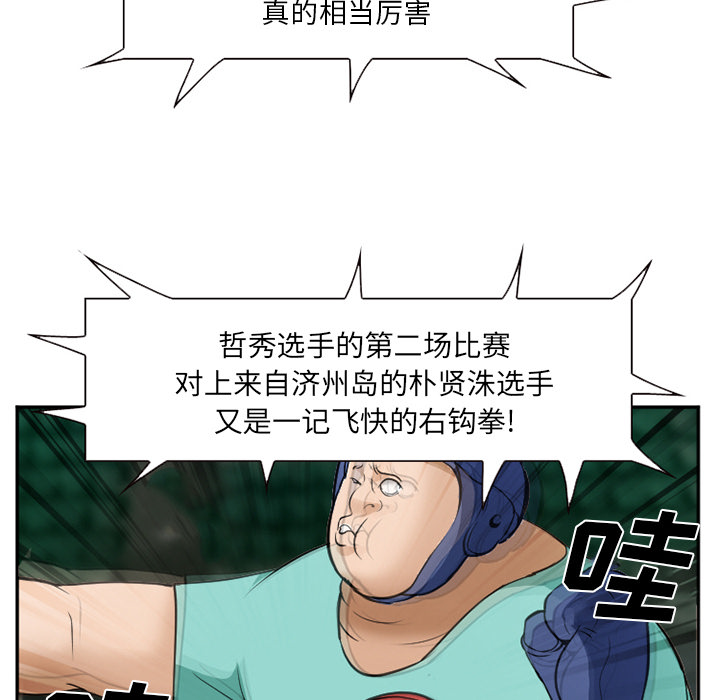 真的相当厉害
哲秀选手的第二场比赛
对上来自济州岛的朴贤洙选手
又是一记飞快的右钩拳!
哇